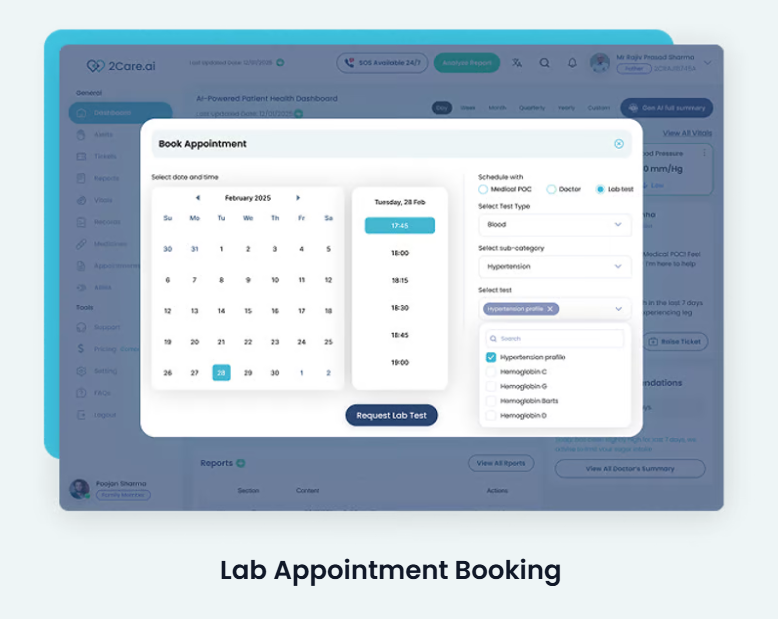 2Care.ai
Last Updated Date: 12/11/2025
SOS Available 24/7
Analyze Report
Mr Rajiv Prasad Sharma
Father
General
Dashboard
Alerts
Tickets
Reports
Vitals
Records
Medicines
Appointments
Tools
Support
Pricing
Setting
FAQs
Logout
Poojan Sharma
Family Member
AI-Powered Patient Health Dashboard
Last Updated Date: 12/11/2025
Day Week Month Quarterly Yearly Custom
Gen AI full summary
View All Vitals
Pressure
mm/Hg
Low
Book Appointment
Select date and time
February 2025
Su Mo Tu We Th Fr Sa
30 31 1 2 3 4 5
6 7 8 9 10 11 12
12 13 14 15 16 17 18
19 20 21 22 23 24 25
26 27 28 29 30 1 2
Tuesday, 28 Feb
17:45
18:00
18:15
18:30
18:45
19:00
Schedule with
Medical POC Doctor Lab test
Select Test Type
Blood
Select sub-category
Hypertension
Select test
Hypertension profile
Search
Hypertension profile
Hemoglobin C
Hemoglobin G
Hemoglobin Barts
Hemoglobin D
Request Lab Test
Medical POC! Feel
I'm here to help
in the last 7 days
leg
Raise Ticket
View All Doctor's Summary
Reports
View All Rports
Section Content Actions
Lab Appointment Booking